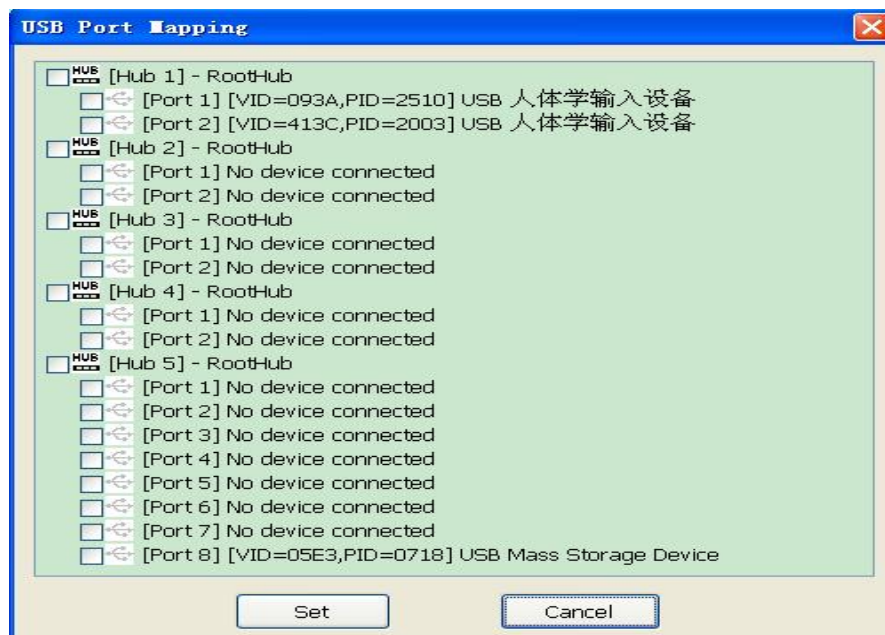 USB Port Mapping
HUB [Hub 1] - RootHub
[Port 1] [VID=093A,PID=2510] USB 人体学输入设备
[Port 2] [VID=413C,PID=2003] USB 人体学输入设备
HUB [Hub 2] - RootHub
[Port 1] No device connected
[Port 2] No device connected
HUB [Hub 3] - RootHub
[Port 1] No device connected
[Port 2] No device connected
HUB [Hub 4] - RootHub
[Port 1] No device connected
[Port 2] No device connected
HUB [Hub 5] - RootHub
[Port 1] No device connected
[Port 2] No device connected
[Port 3] No device connected
[Port 4] No device connected
[Port 5] No device connected
[Port 6] No device connected
[Port 7] No device connected
[Port 8] [VID=05E3,PID=0718] USB Mass Storage Device
Set Cancel